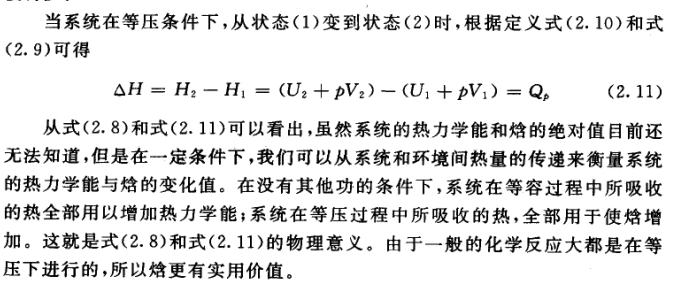 当系统在等压条件下,从状态(1)变到状态(2)时,根据定义式(2.10)和式
(2.9)可得
△H = H₂ − H₁ = (U₂ + pV₂) − (U₁ + pV₁) = Qₚ (2.11)
从式(2.8)和式(2.11)可以看出,虽然系统的热力学能和焓的绝对值目前还
无法知道,但是在一定条件下,我们可以从系统和环境间热量的传递来衡量系统
的热力学能与焓的变化值。在没有其他功的条件下,系统在等容过程中所吸收
的热全部用以增加热力学能;系统在等压过程中所吸收的热,全部用于使焓增
加。这就是式(2.8)和式(2.11)的物理意义。由于一般的化学反应大都是在等
压下进行的,所以焓更有实用价值。